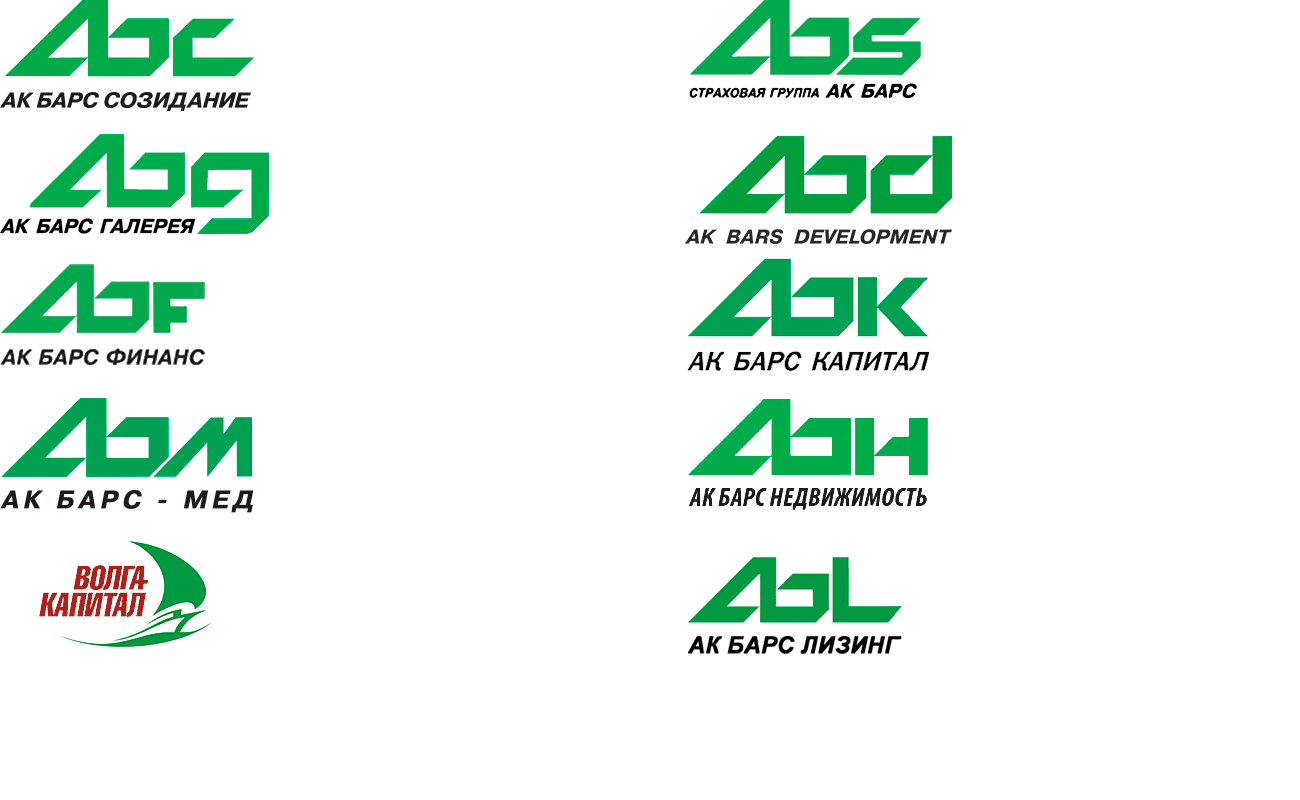 Abc
АК БАРС СОЗИДАНИЕ
Abs
СТРАХОВАЯ ГРУППА АК БАРС
Abg
АК БАРС ГАЛЕРЕЯ
Abd
AK BARS DEVELOPMENT
Abf
АК БАРС ФИНАНС
Abk
АК БАРС КАПИТАЛ
Abm
АК БАРС - МЕД
Abн
АК БАРС НЕДВИЖИМОСТЬ
ВОЛГА-
КАПИТАЛ
AbL
АК БАРС ЛИЗИНГ